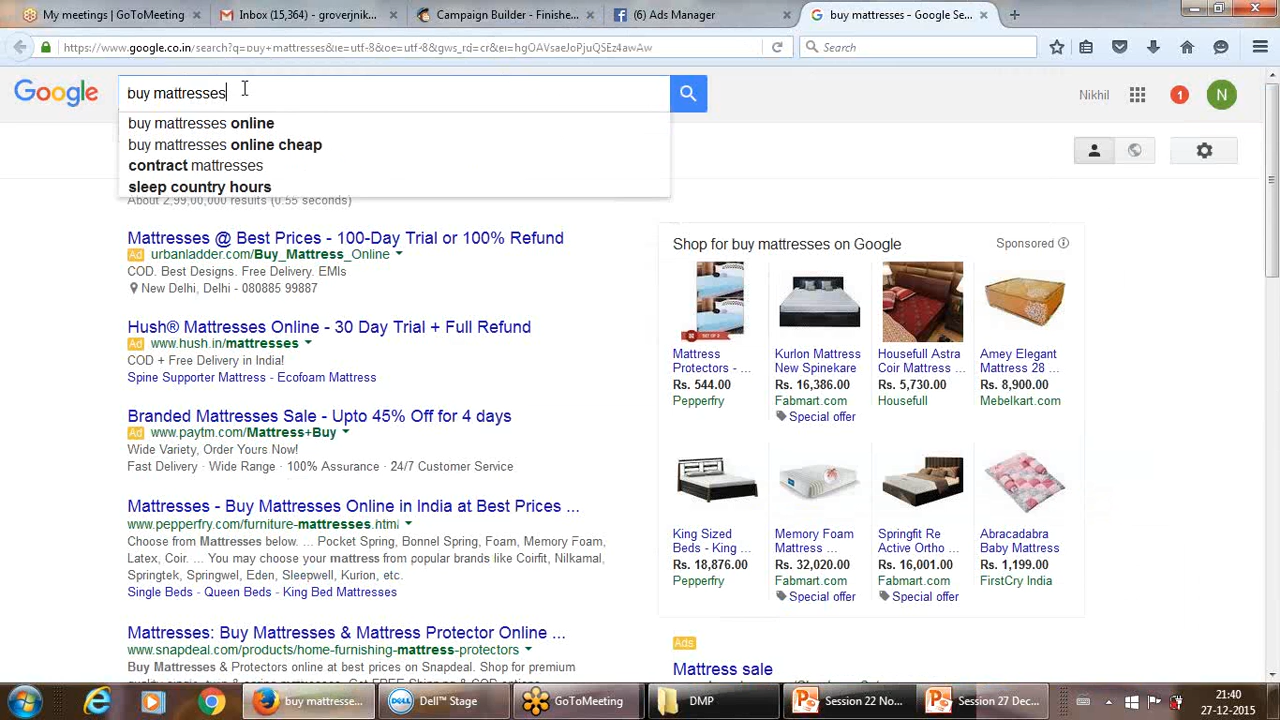 My meetings | GoToMeeting
Inbox (15,364) - groverjnik...
Campaign Builder - Finishe...
(6) Ads Manager
buy mattresses - Google Se...
https://www.google.co.in/search?q=buy+mattresses&ie=utf-8&oe=utf-8&gws_rd=cr&ei=hgOAVsaeJoPjuQSEz4awAw
Search
Google
buy mattresses
Nikhil
1
N
buy mattresses online
buy mattresses online cheap
contract mattresses
sleep country hours
About 2,99,00,000 results (0.55 seconds)
Mattresses @ Best Prices - 100-Day Trial or 100% Refund
Ad urbanladder.com/Buy_Mattress_Online
COD. Best Designs. Free Delivery. EMIs
New Delhi, Delhi - 080885 99887
Hush® Mattresses Online - 30 Day Trial + Full Refund
Ad www.hush.in/mattresses
COD + Free Delivery in India!
Spine Supporter Mattress - Ecofoam Mattress
Branded Mattresses Sale - Upto 45% Off for 4 days
Ad www.paytm.com/Mattress+Buy
Wide Variety, Order Yours Now!
Fast Delivery · Wide Range · 100% Assurance · 24/7 Customer Service
Mattresses - Buy Mattresses Online in India at Best Prices ...
www.pepperfry.com/furniture-mattresses.html
Choose from Mattresses below. ... Pocket Spring, Bonnel Spring, Foam, Memory Foam,
Latex, Coir. ... You may choose your mattress from popular brands like Coirfit, Nilkamal,
Springtek, Springwel, Eden, Sleepwell, Kurlon, etc.
Single Beds - Queen Beds - King Bed Mattresses
Mattresses: Buy Mattresses & Mattress Protector Online ...
www.snapdeal.com/products/home-furnishing-mattress-protectors
Buy Mattresses & Protectors online at best prices on Snapdeal. Shop for premium
Shop for buy mattresses on Google
Sponsored
Mattress
Protectors - ...
Rs. 544.00
Pepperfry
Kurlon Mattress
New Spinekare
Rs. 16,386.00
Fabmart.com
Special offer
Housefull Astra
Coir Mattress ...
Rs. 5,730.00
Housefull
Amey Elegant
Mattress 28 ...
Rs. 8,900.00
Mebelkart.com
King Sized
Beds - King ...
Rs. 18,876.00
Pepperfry
Memory Foam
Mattress ...
Rs. 32,020.00
Fabmart.com
Special offer
Springfit Re
Active Ortho ...
Rs. 16,001.00
Fabmart.com
Special offer
Abracadabra
Baby Mattress
Rs. 1,199.00
FirstCry India
Ads
Mattress sale
buy mattresse...
DELL
Dell™ Stage
GoToMeeting
DMP
Session 22 No...
Session 27 Dec...
21:40
27-12-2015